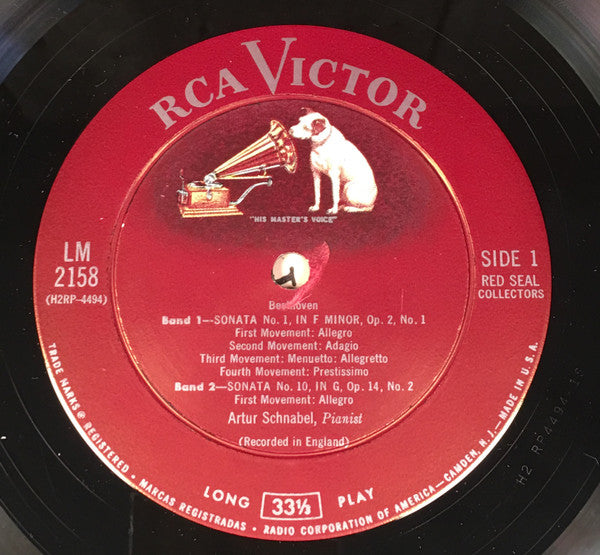 RCA VICTOR
"HIS MASTER'S VOICE"
LM
2158
(H2RP-4494)
SIDE 1
RED SEAL
COLLECTORS
Beethoven
Band 1—SONATA No. 1, IN F MINOR, Op. 2, No. 1
First Movement: Allegro
Second Movement: Adagio
Third Movement: Menuetto: Allegretto
Fourth Movement: Prestissimo
Band 2—SONATA No. 10, IN G, Op. 14, No. 2
First Movement: Allegro
Artur Schnabel, Pianist
(Recorded in England)
LONG 33⅓ PLAY
TRADE MARKS ® REGISTERED • MARCAS REGISTRADAS • RADIO CORPORATION OF AMERICA—CAMDEN, N. J.—MADE IN U.S.A.
H2 RP4494